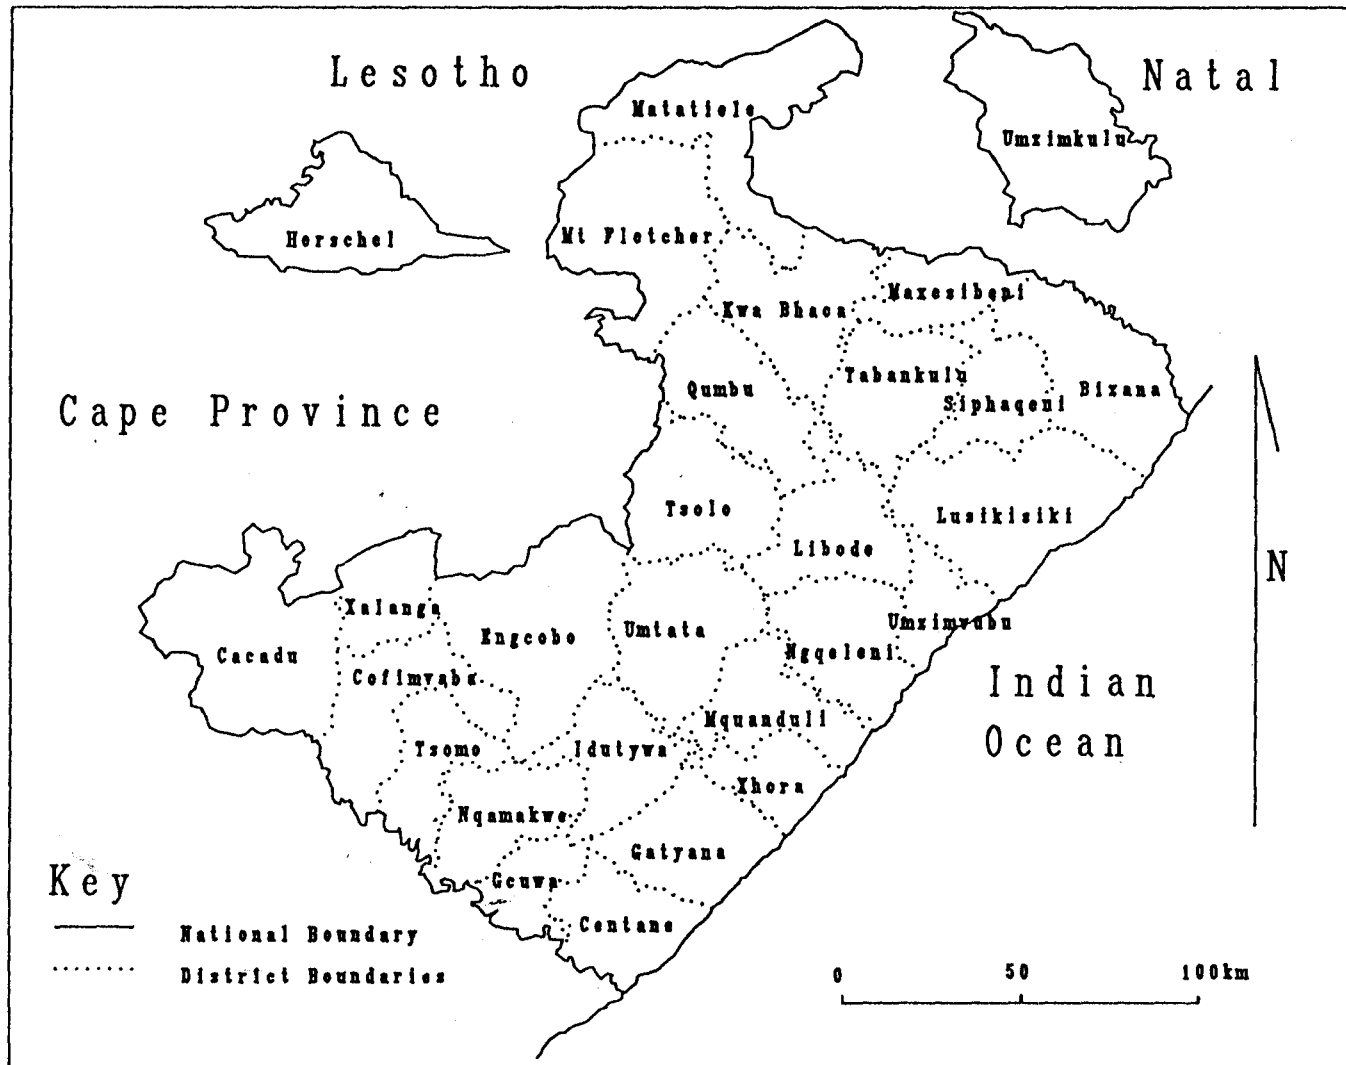 Lesotho
Natal
Matatiele
Umzimkulu
Herschel
Mt Fletcher
Maxesibeni
Kwa Bhaca
Tabankulu
Qumbu
Siphaqeni
Bizana
Cape Province
Tsolo
Lusikisiki
Libode
N
Xalanga
Engcobo
Umtata
Umzimvubu
Cacadu
Ngqeleni
Cofimvaba
Indian
Ocean
Mquanduli
Tsomo
Idutywa
Xhora
Nqamakwe
Gatyana
Gcuwa
Centane
Key
National Boundary
District Boundaries
0 50 100km